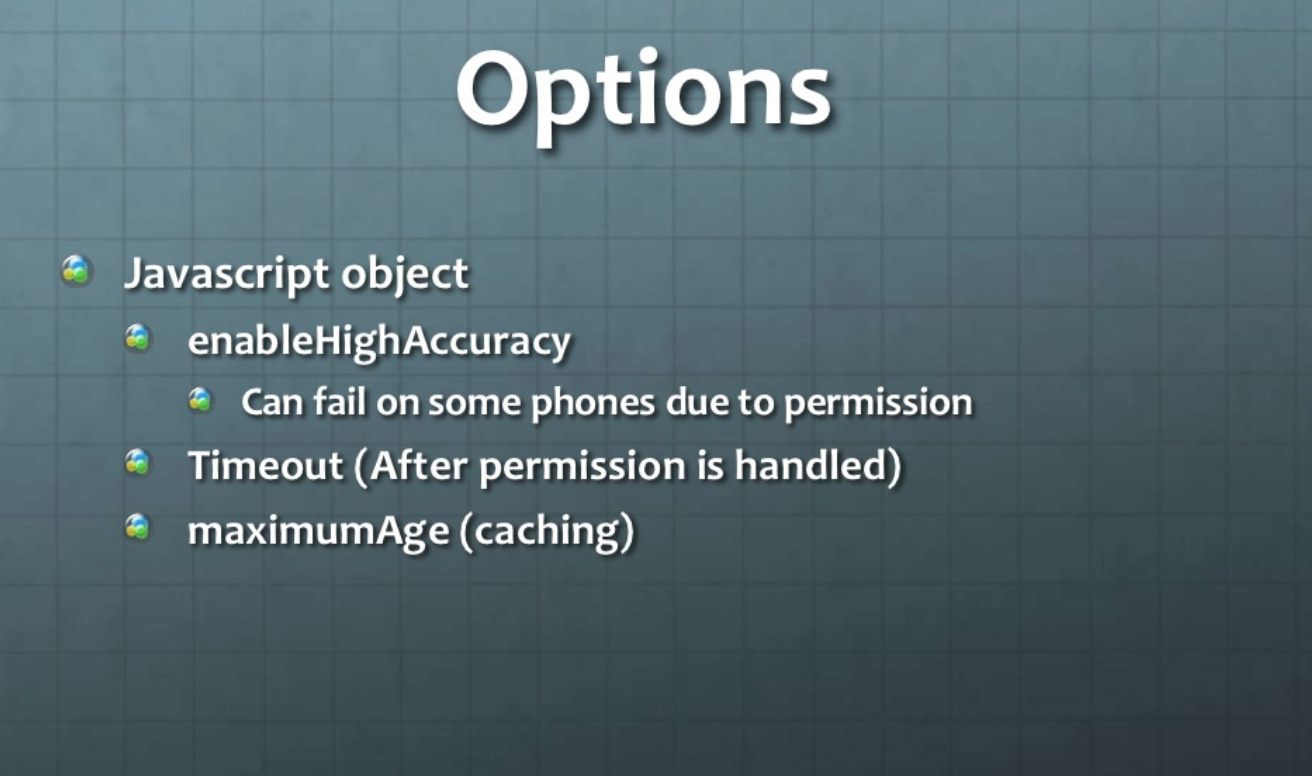 Options
Javascript object
enableHighAccuracy
Can fail on some phones due to permission
Timeout (After permission is handled)
maximumAge (caching)